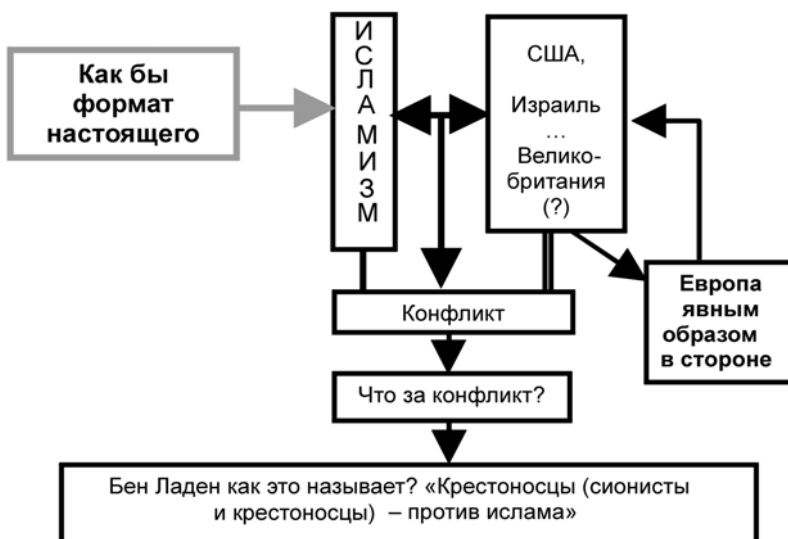 Как бы
формат
настоящего
ИСЛАМИЗМ
США,
Израиль
...
Велико-
британия
(?)
Европа
явным
образом
в стороне
Конфликт
Что за конфликт?
Бен Ладен как это называет? «Крестоносцы (сионисты
и крестоносцы) – против ислама»